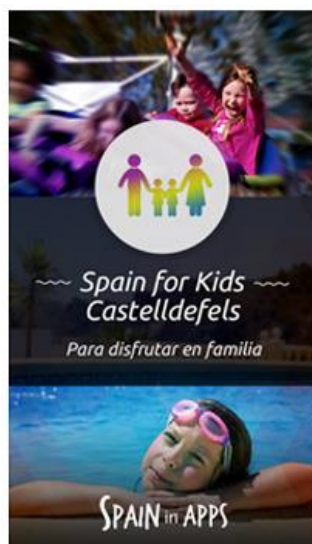 Spain for Kids
Castelldefels
Para disfrutar en familia
SPAIN in APPS